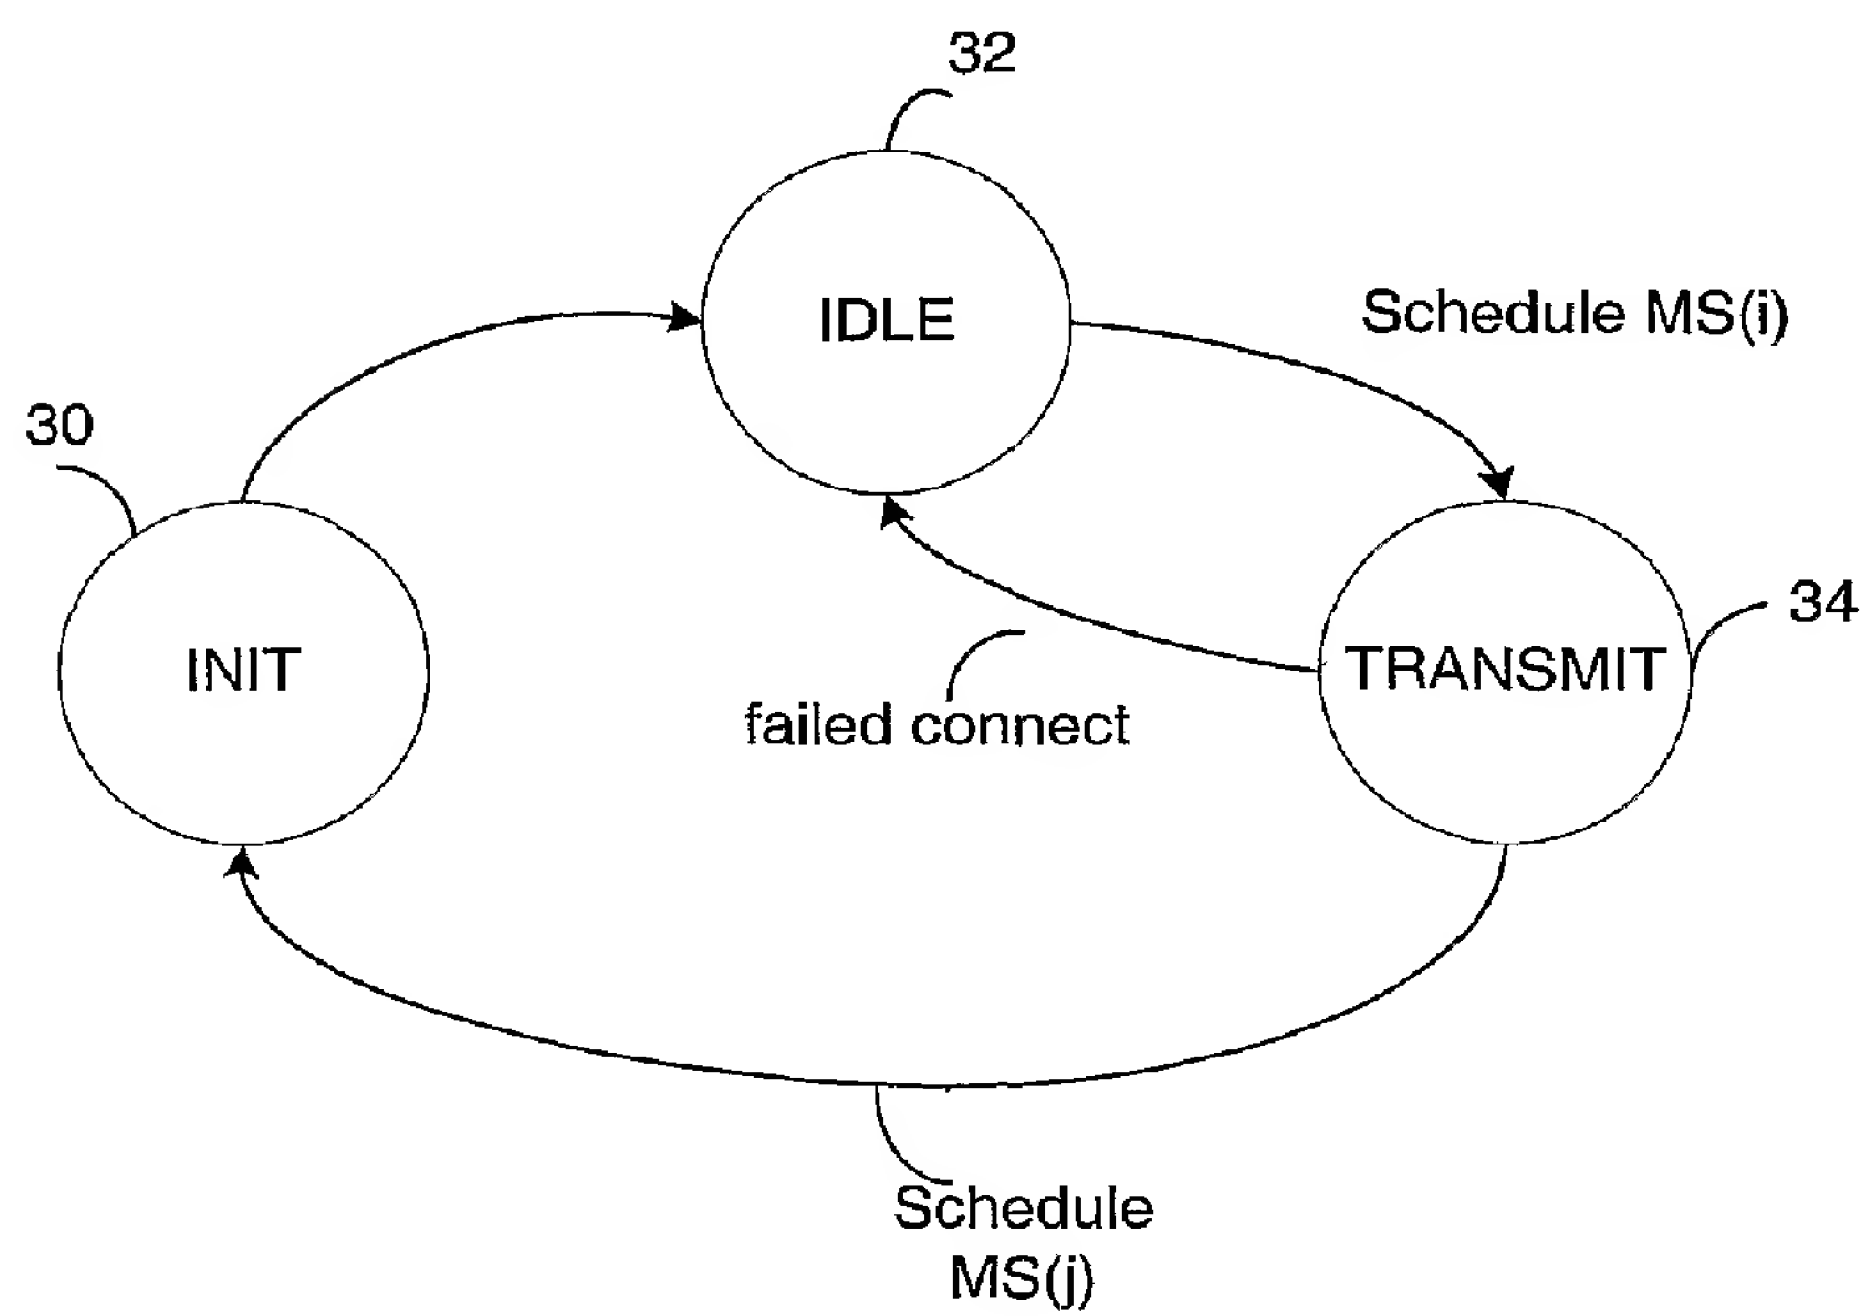 32
IDLE
Schedule MS(i)
30
INIT
34
TRANSMIT
failed connect
Schedule
MS(j)